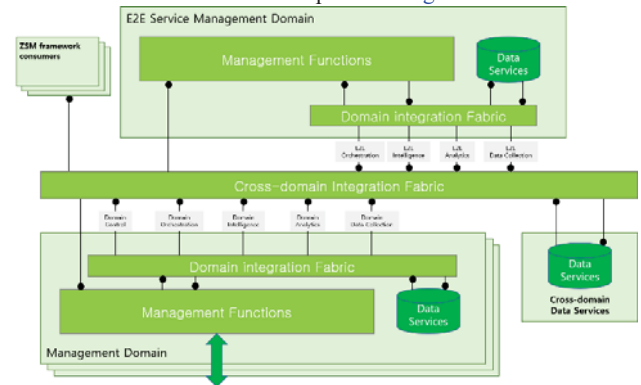 E2E Service Management Domain
ZSM framework
consumers
Management Functions
Data
Services
Domain integration Fabric
E2E
Orchestration
E2E
Intelligence
E2E
Analytics
E2E
Data Collection
Cross-domain Integration Fabric
Domain
Control
Domain
Orchestration
Domain
Intelligence
Domain
Analytics
Domain
Data Collection
Domain integration Fabric
Management Functions
Data
Services
Management Domain
Data
Services
Cross-domain
Data Services